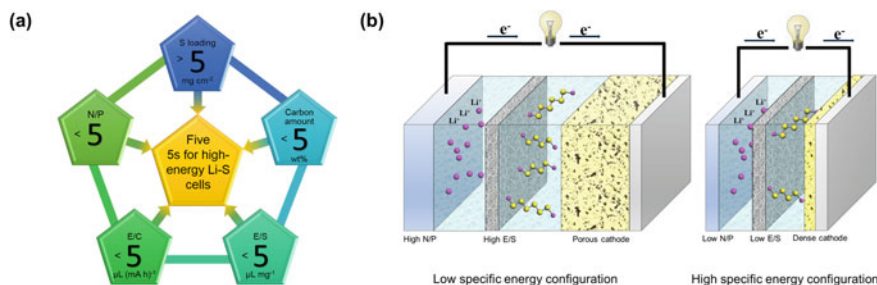 (a)
S loading
> 5
mg cm⁻²
N/P
< 5
Carbon
amount
< 5
wt%
Five
5s for high-
energy Li-S
cells
E/C
< 5
μL (mA h)⁻¹
E/S
< 5
μL mg⁻¹
(b)
e⁻ e⁻
Li⁺
Li⁺
Li⁺
High N/P High E/S Porous cathode
Low specific energy configuration
e⁻ e⁻
Li⁺
Li⁺
Li⁺
Low N/P Low E/S Dense cathode
High specific energy configuration